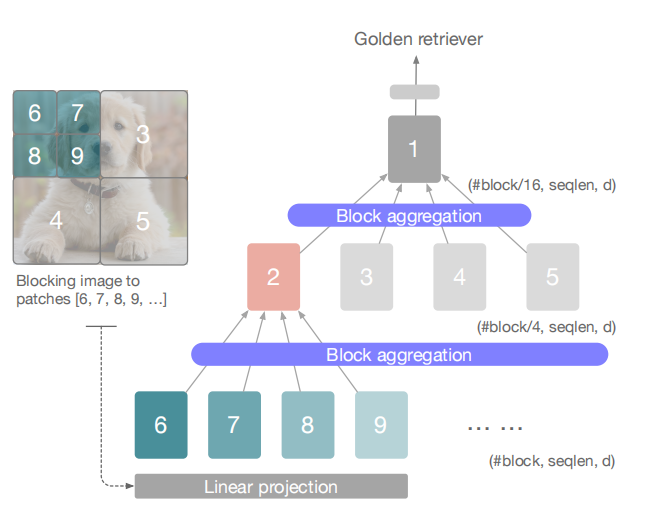 Golden retriever
6 7
3
8 9
4 5
Blocking image to
patches [6, 7, 8, 9, ...]
1
(#block/16, seqlen, d)
Block aggregation
2 3 4 5
(#block/4, seqlen, d)
Block aggregation
6 7 8 9 ... ...
(#block, seqlen, d)
Linear projection